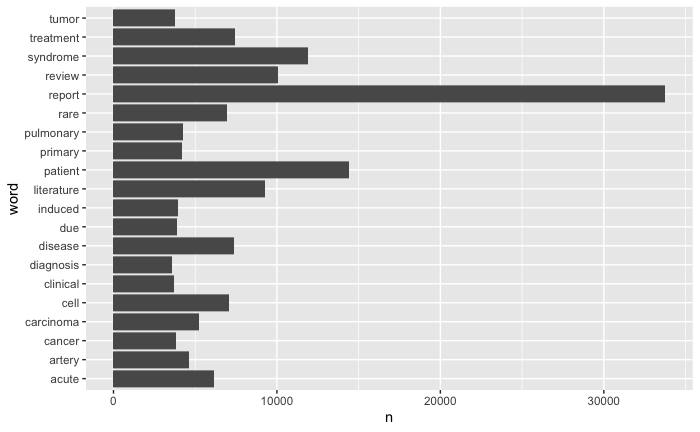 tumor
treatment
syndrome
review
report
rare
pulmonary
primary
patient
literature
induced
due
disease
diagnosis
clinical
cell
carcinoma
cancer
artery
acute
word
0 10000 20000 30000
n